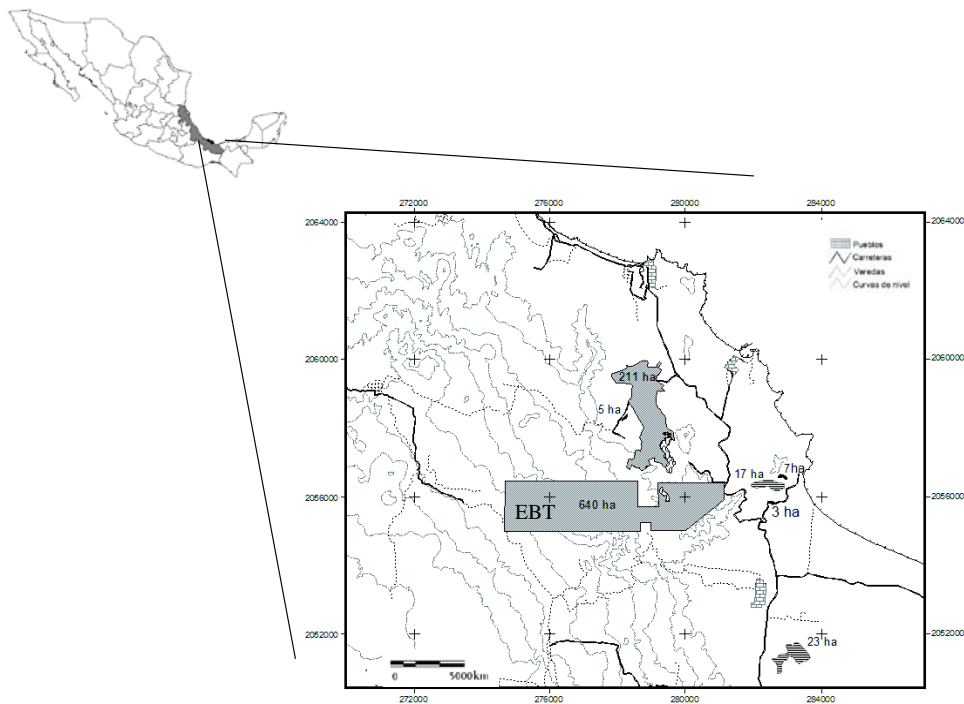 272000 276000 280000 284000
2064000 2064000
Pueblos
Carreteras
Veredas
Curvas de nivel
2060000 2060000
211 ha
5 ha
17 ha 7ha
2056000 2056000
640 ha
EBT
3 ha
2052000 2052000
23 ha
0 5000km
272000 276000 280000 284000